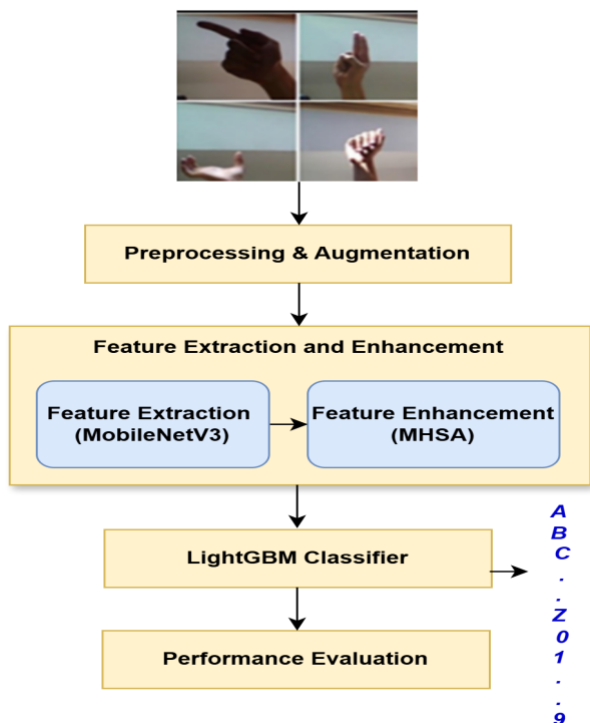 Preprocessing & Augmentation
Feature Extraction and Enhancement
Feature Extraction
(MobileNetV3)
Feature Enhancement
(MHSA)
LightGBM Classifier
Performance Evaluation
A
B
C
.
.
Z
0
1
.
.
9